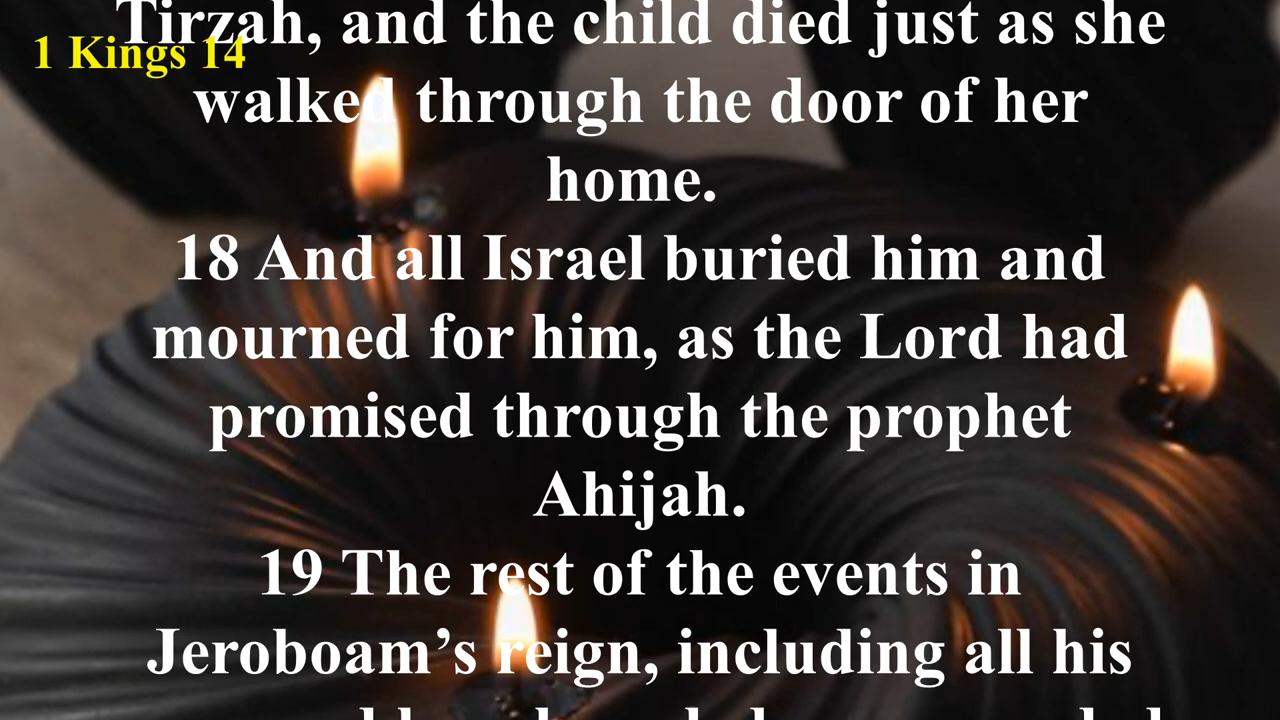 1 Kings 14
Tirzah, and the child died just as she
walked through the door of her
home.
18 And all Israel buried him and
mourned for him, as the Lord had
promised through the prophet
Ahijah.
19 The rest of the events in
Jeroboam’s reign, including all his